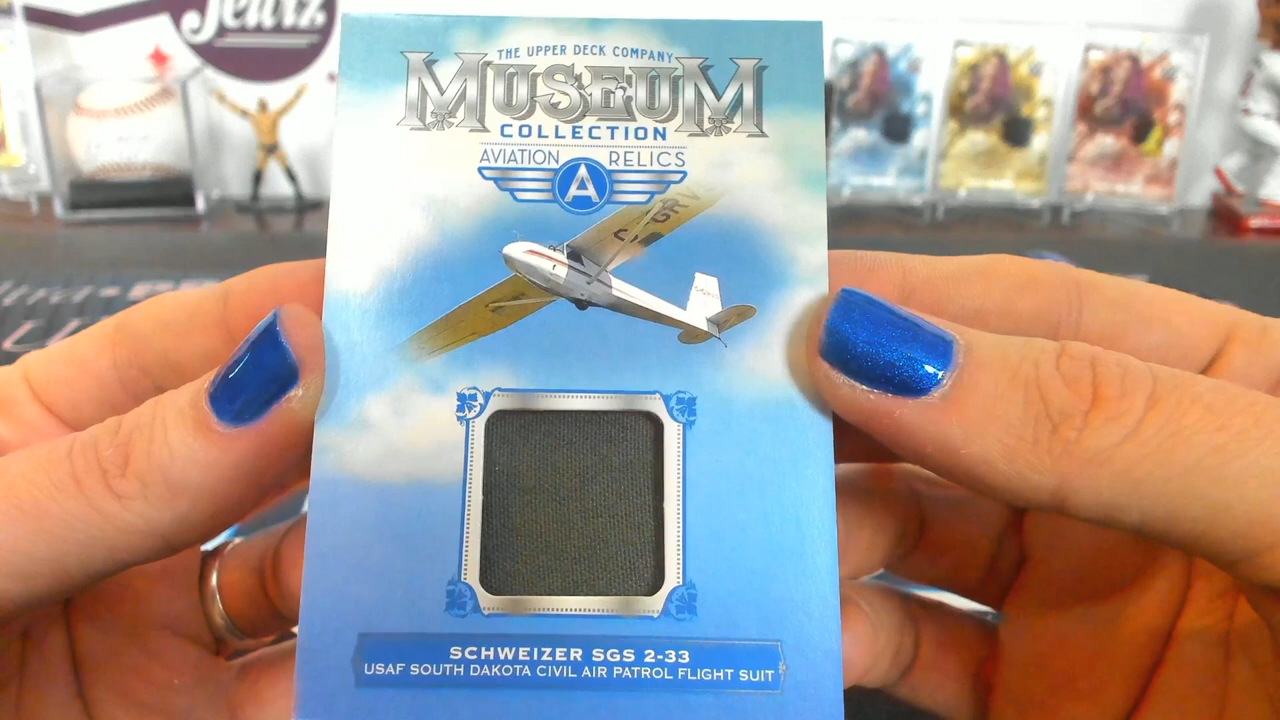 THE UPPER DECK COMPANY
MUSEUM
COLLECTION
AVIATION RELICS
A
SCHWEIZER SGS 2-33
USAF SOUTH DAKOTA CIVIL AIR PATROL FLIGHT SUIT